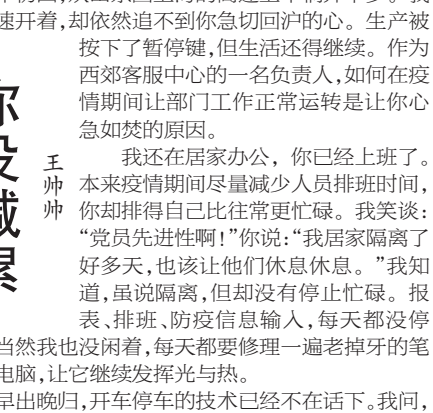 速开着，却依然追不到你急切回沪的心。生产被
按下了暂停键，但生活还得继续。作为
西郊客服中心的一名负责人，如何在疫
情期间让部门工作正常运转是让你心
急如焚的原因。
我还在居家办公，你已经上班了。
本来疫情期间尽量减少人员排班时间，
你却排得自己比往常更忙碌。我笑谈：
“党员先进性啊！”你说：“我居家隔离了
好多天，也该让他们休息休息。”我知
道，虽说隔离，但却没有停止忙碌。报
表、排班、防疫信息输入，每天都没停
当然我也没闲着，每天都要修理一遍老掉牙的笔
电脑，让它继续发挥光与热。
早出晚归，开车停车的技术已经不在话下。我问，
你没减累
王帅帅